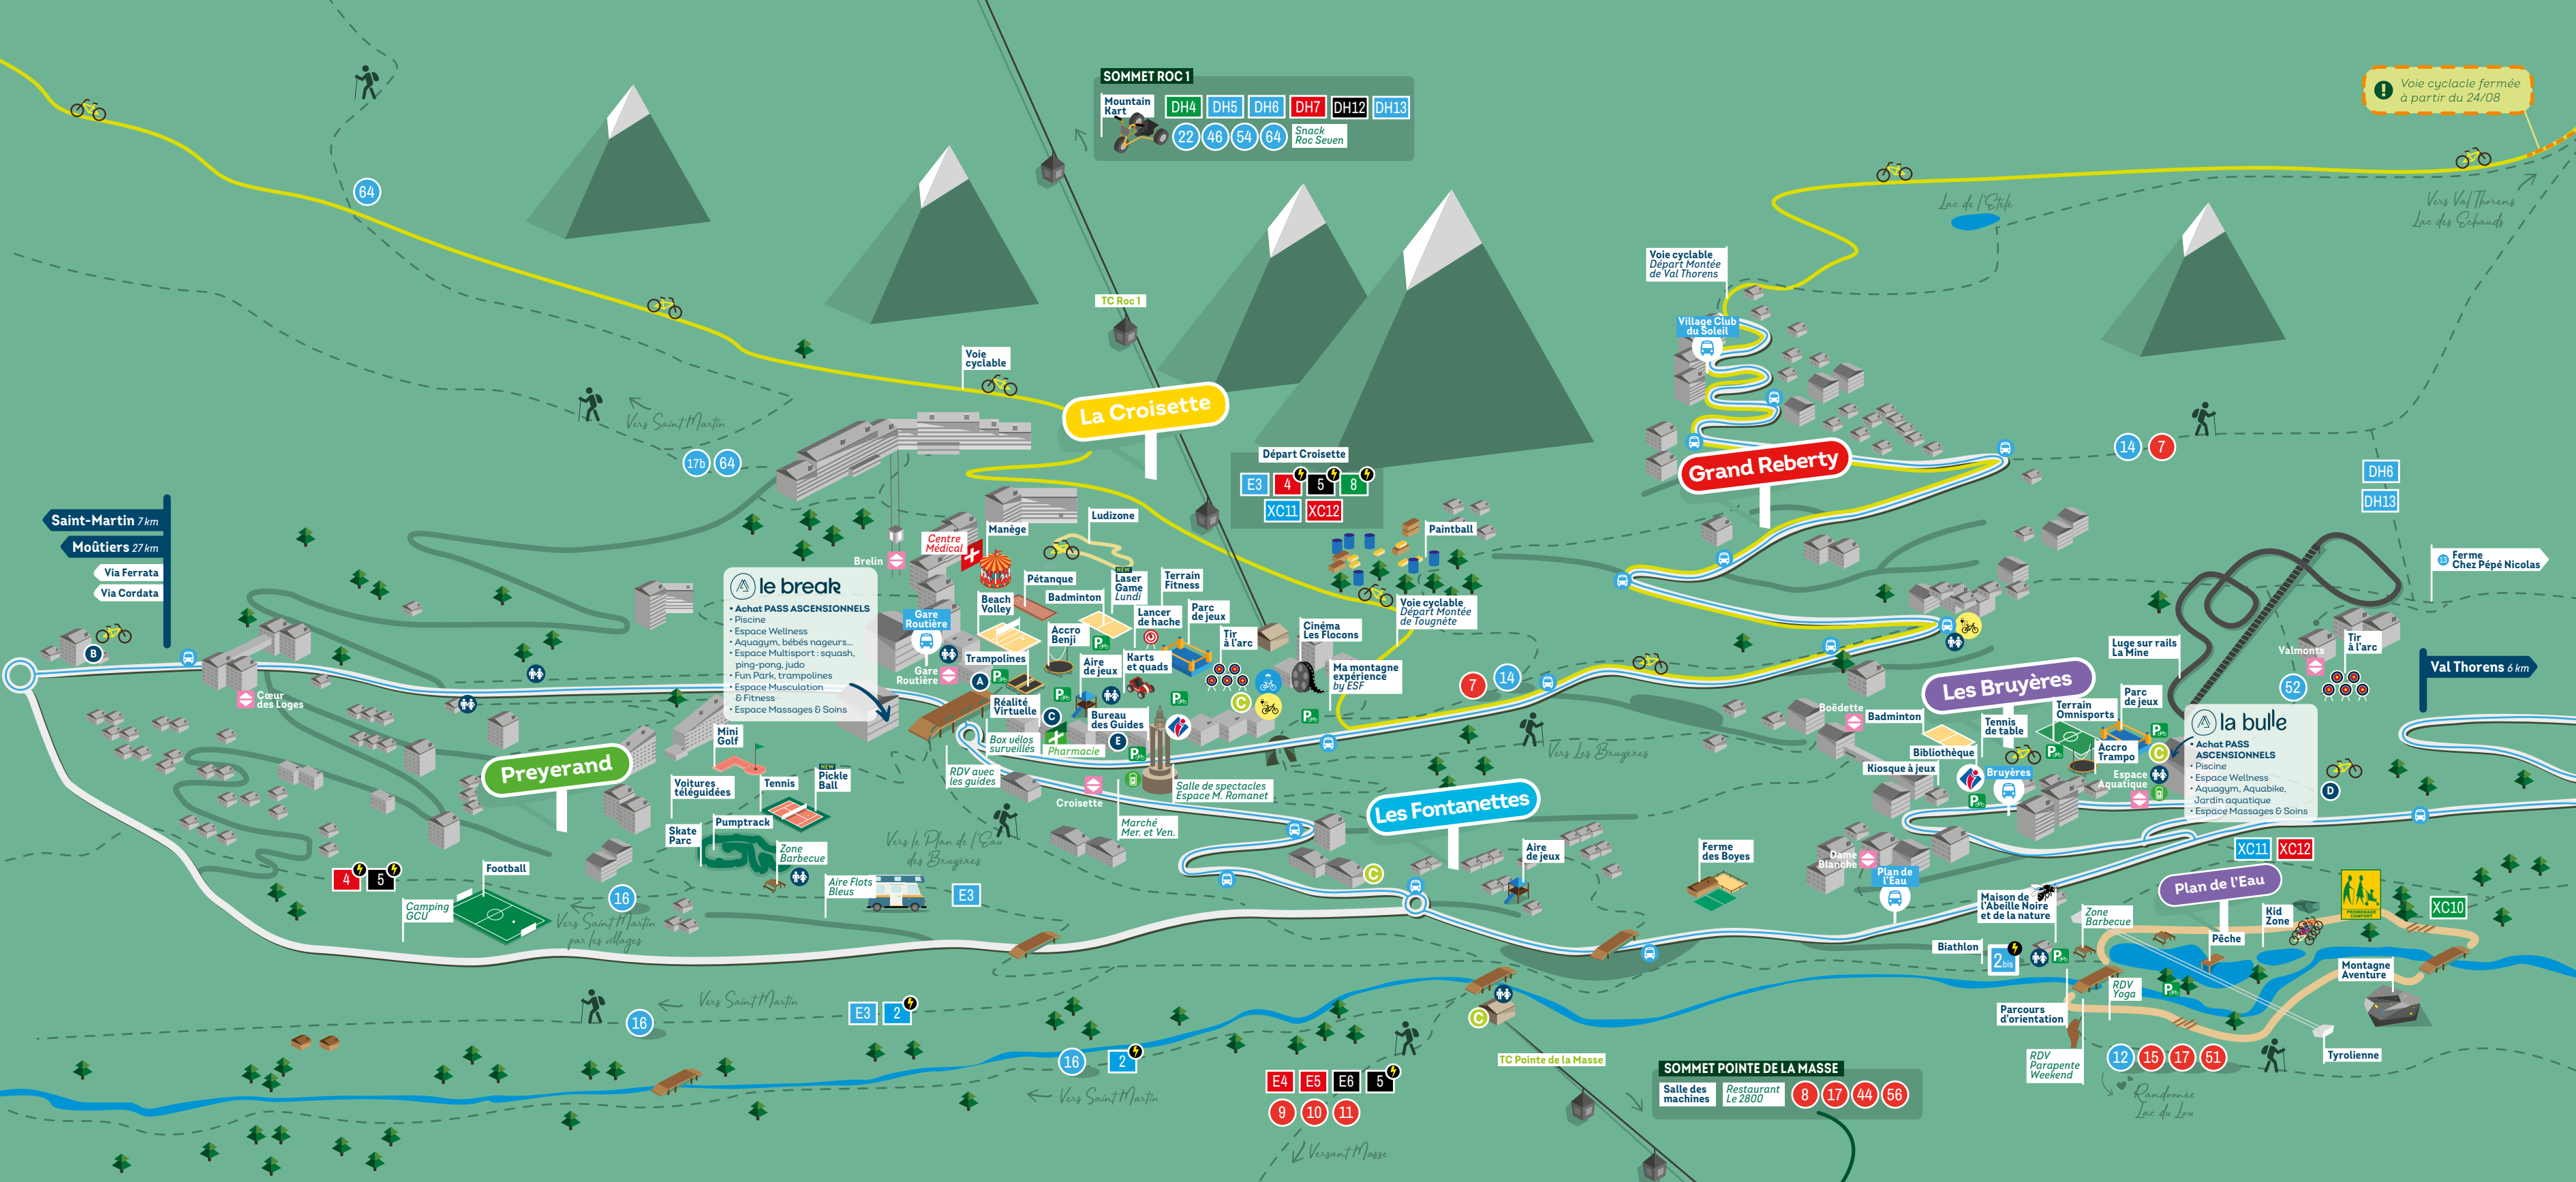 SOMMET ROC 1
Mountain
Kart
DH4 DH5 DH6 DH7 DH12 DH13
22 46 54 64
Snack
Roc Seven
Voie cyclacle fermée
à partir du 24/08
64
Lac de l'Etelé
Vers Val Thorens
Lac des Echauds
Voie cyclable
Départ Montée
de Val Thorens
TC Roc 1
Village Club
du Soleil
Voie
cyclable
La Croisette
Vers Saint Martin
17b 64
Départ Croisette
E3 4 5 8
XC11 XC12
Grand Reberty
14 7
DH6
DH13
Saint-Martin 7 km
Moûtiers 27 km
Via Ferrata
Via Cordata
B
Cœur
des Loges
Brelin
Centre
Médical
Manège
Ludizone
Paintball
le break
• Achat PASS ASCENSIONNELS
• Piscine
• Espace Wellness
• Aquagym, bébés nageurs...
• Espace Multisport : squash,
ping-pong, judo
• Fun Park, trampolines
• Espace Musculation
& Fitness
• Espace Massages & Soins
Gare
Routière
Gare
Routière
A
Beach
Volley
Pétanque
Badminton
NEW
Laser
Game
Lundi
Terrain
Fitness
Lancer
de hache
Parc
de jeux
Tir
à l'arc
Accro
Benji
Trampolines
Aire
de jeux
Karts
et quads
Cinéma
Les Flocons
Voie cyclable
Départ Montée
de Tougnète
Ma montagne
expérience
by ESF
Réalité
Virtuelle
C
Bureau
des Guides
E
Box vélos
surveillés
Pharmacie
C
RDV avec
les guides
Croisette
Salle de spectacles
Espace M. Romanet
Marché
Mer. et Ven.
7 14
Vers Les Bruyères
Ferme
Chez Pépé Nicolas
Luge sur rails
La Mine
Valmonts
Tir
à l'arc
52
Val Thorens 6 km
Les Bruyères
Boëdette
Badminton
Tennis
de table
Terrain
Omnisports
Parc
de jeux
Accro
Trampo
Bibliothèque
Kiosque à jeux
Bruyères
C
Espace
Aquatique
la bulle
• Achat PASS
ASCENSIONNELS
• Piscine
• Espace Wellness
• Aquagym, Aquabike,
Jardin aquatique
• Espace Massages & Soins
D
Preyerand
Mini
Golf
Voitures
téléguidées
Tennis
NEW
Pickle
Ball
Skate
Parc
Pumptrack
Zone
Barbecue
Vers le Plan de l'Eau
des Bruyères
Aire Flots
Bleus
E3
4 5
Football
Camping
GCU
16
Vers Saint Martin
par les villages
Les Fontanettes
C
Aire
de jeux
Ferme
des Boyes
Dame
Blanche
Plan de
l'Eau
XC11 XC12
Plan de l'Eau
Maison de
l'Abeille Noire
et de la nature
Zone
Barbecue
Kid
Zone
PROMENADE
CONFORT
XC10
Pêche
Biathlon
2bis
Montagne
Aventure
RDV
Yoga
Parcours
d'orientation
RDV
Parapente
Weekend
Tyrolienne
12 15 17 51
Randonnée
Lac du Lou
16
Vers Saint Martin
E3 2
16 2
Vers Saint Martin
C
TC Pointe de la Masse
E4 E5 E6 5
9 10 11
Versant Masse
SOMMET POINTE DE LA MASSE
Salle des
machines
Restaurant
Le 2800
8 17 44 56